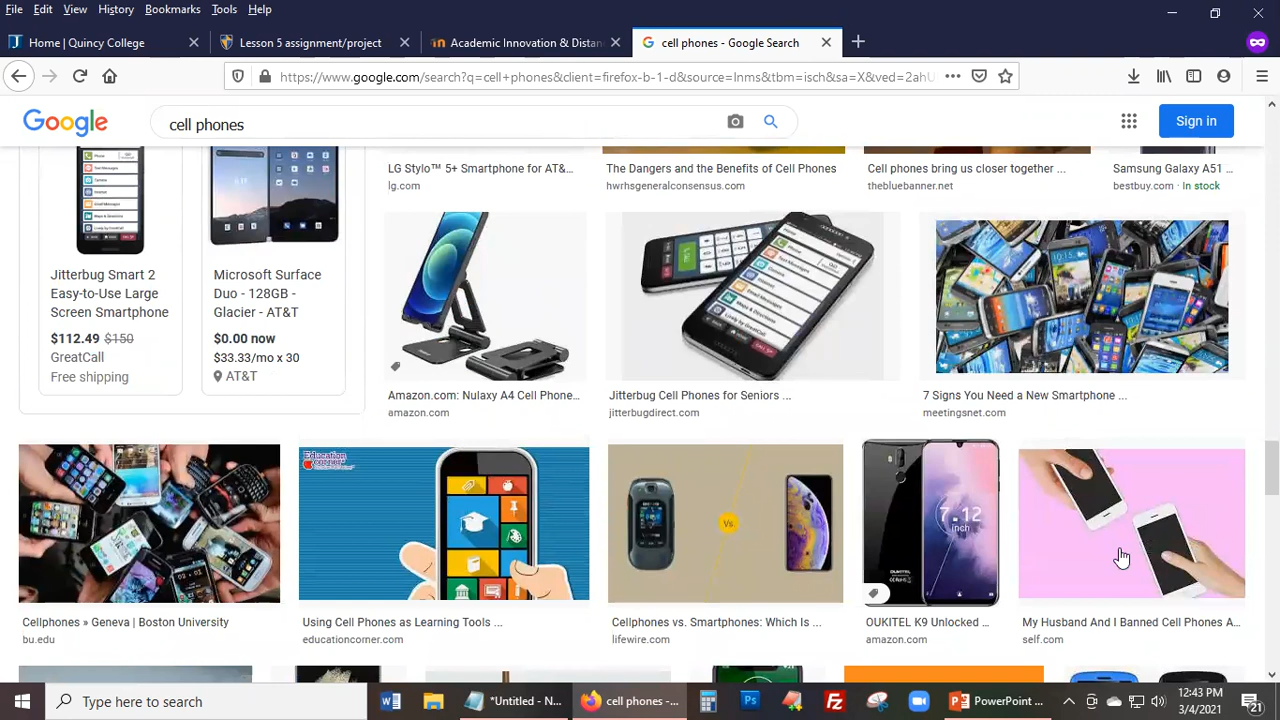 File Edit View History Bookmarks Tools Help
Home | Quincy College
Lesson 5 assignment/project
Academic Innovation & Distan
cell phones - Google Search
https://www.google.com/search?q=cell+phones&client=firefox-b-1-d&source=lnms&tbm=isch&sa=X&ved=2ahU
Google
cell phones
Sign in
LG Stylo™ 5+ Smartphone for AT&...
lg.com
The Dangers and the Benefits of Cell Phones
hwrhsgeneralconsensus.com
Cell phones bring us closer together ...
thebluebanner.net
Samsung Galaxy A51 ...
bestbuy.com · In stock
Jitterbug Smart 2
Easy-to-Use Large
Screen Smartphone
$112.49 $150
GreatCall
Free shipping
Microsoft Surface
Duo - 128GB -
Glacier - AT&T
$0.00 now
$33.33/mo x 30
AT&T
Amazon.com: Nulaxy A4 Cell Phone...
amazon.com
Jitterbug Cell Phones for Seniors ...
jitterbugdirect.com
7 Signs You Need a New Smartphone ...
meetingsnet.com
Education
Vs.
7.12
inch
OUKITEL
Cellphones » Geneva | Boston University
bu.edu
Using Cell Phones as Learning Tools ...
educationcorner.com
Cellphones vs. Smartphones: Which Is ...
lifewire.com
OUKITEL K9 Unlocked ...
amazon.com
My Husband And I Banned Cell Phones A...
self.com
Type here to search
*Untitled - N...
cell phones -...
PowerPoint ...
12:43 PM
3/4/2021
21